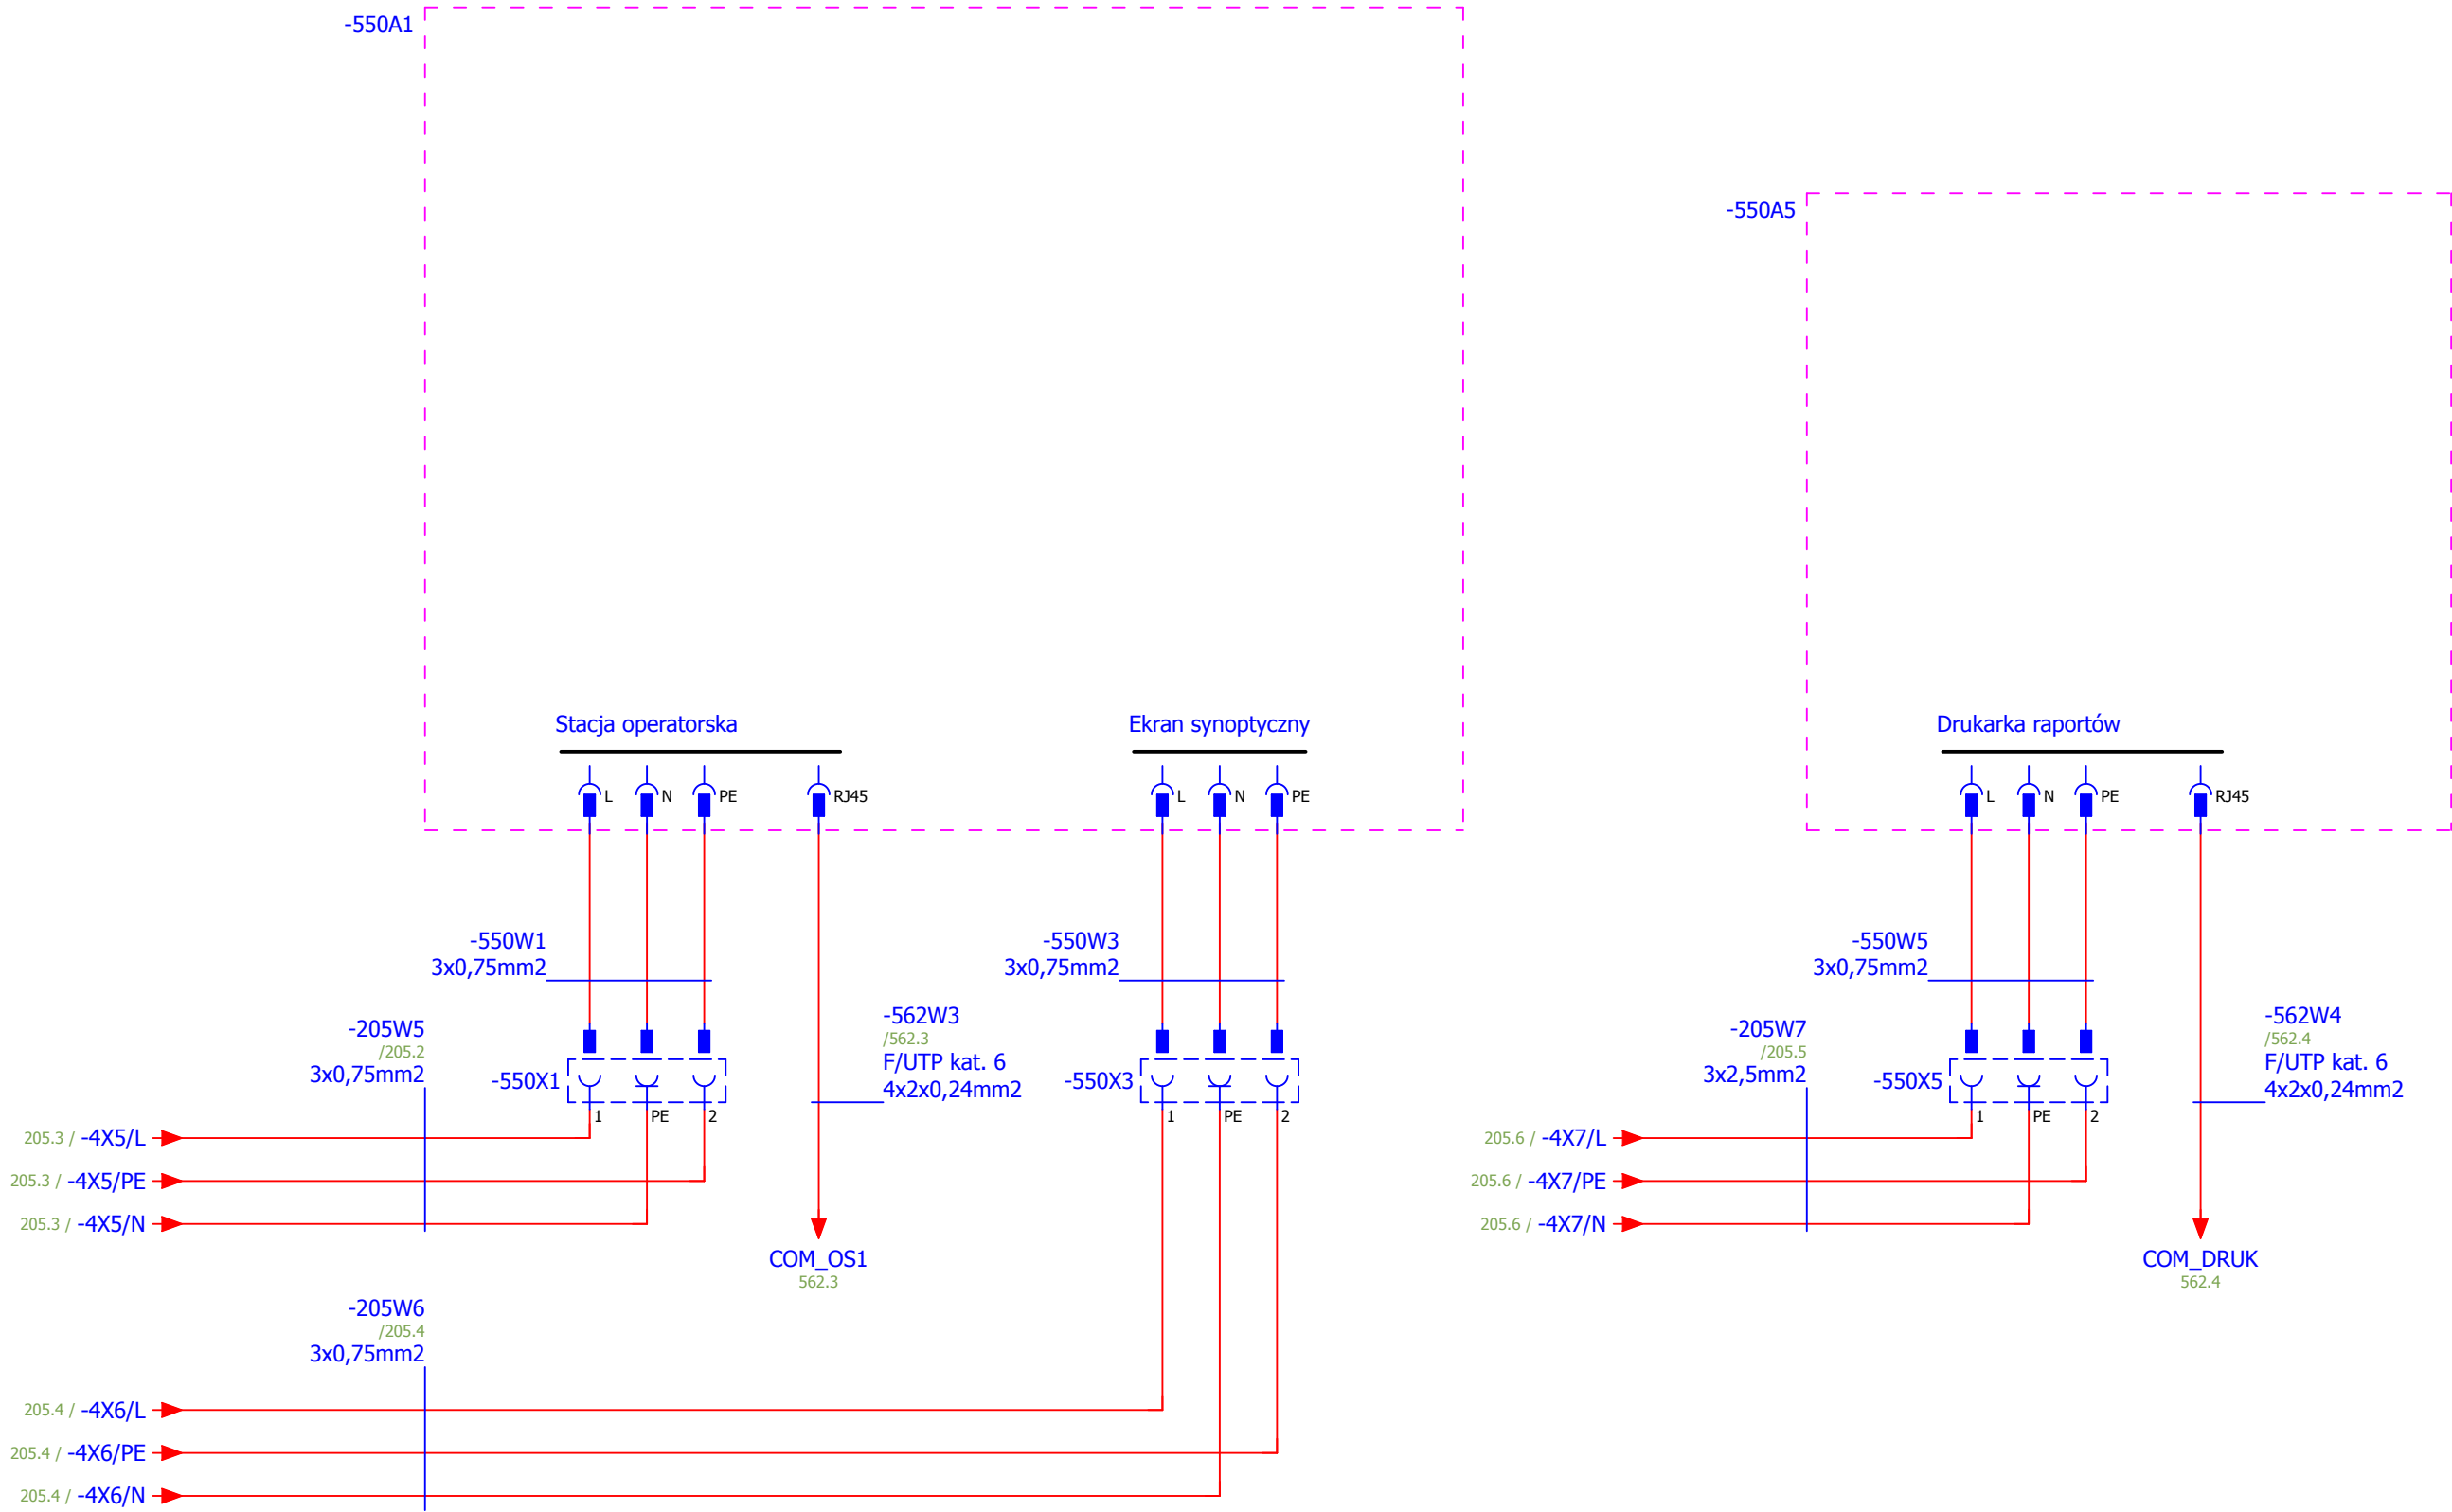 -550A1
-550A5
Stacja operatorska
Ekran synoptyczny
Drukarka raportów
L N PE RJ45
L N PE
L N PE RJ45
-550W1
3x0,75mm2
-550W3
3x0,75mm2
-550W5
3x0,75mm2
-205W5
/205.2
3x0,75mm2
-550X1
1 PE 2
-562W3
/562.3
F/UTP kat. 6
4x2x0,24mm2
-550X3
1 PE 2
-205W7
/205.5
3x2,5mm2
-550X5
1 PE 2
-562W4
/562.4
F/UTP kat. 6
4x2x0,24mm2
205.3 / -4X5/L
205.3 / -4X5/PE
205.3 / -4X5/N
205.6 / -4X7/L
205.6 / -4X7/PE
205.6 / -4X7/N
COM_OS1
562.3
COM_DRUK
562.4
-205W6
/205.4
3x0,75mm2
205.4 / -4X6/L
205.4 / -4X6/PE
205.4 / -4X6/N